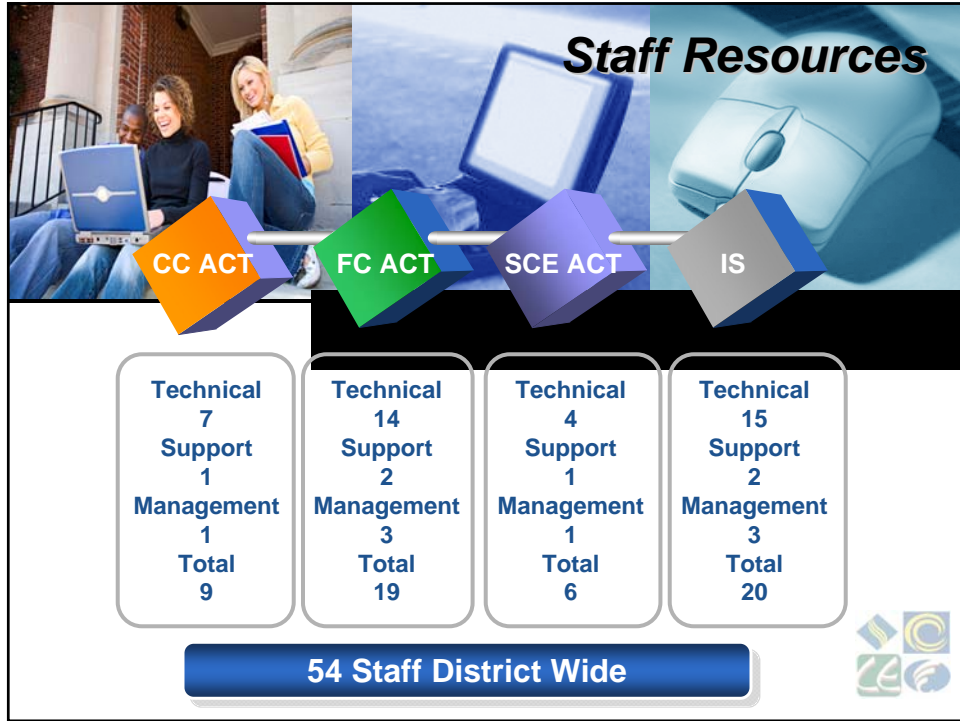 Staff Resources
CC ACT
FC ACT
SCE ACT
IS
Technical
7
Support
1
Management
1
Total
9
Technical
14
Support
2
Management
3
Total
19
Technical
4
Support
1
Management
1
Total
6
Technical
15
Support
2
Management
3
Total
20
54 Staff District Wide